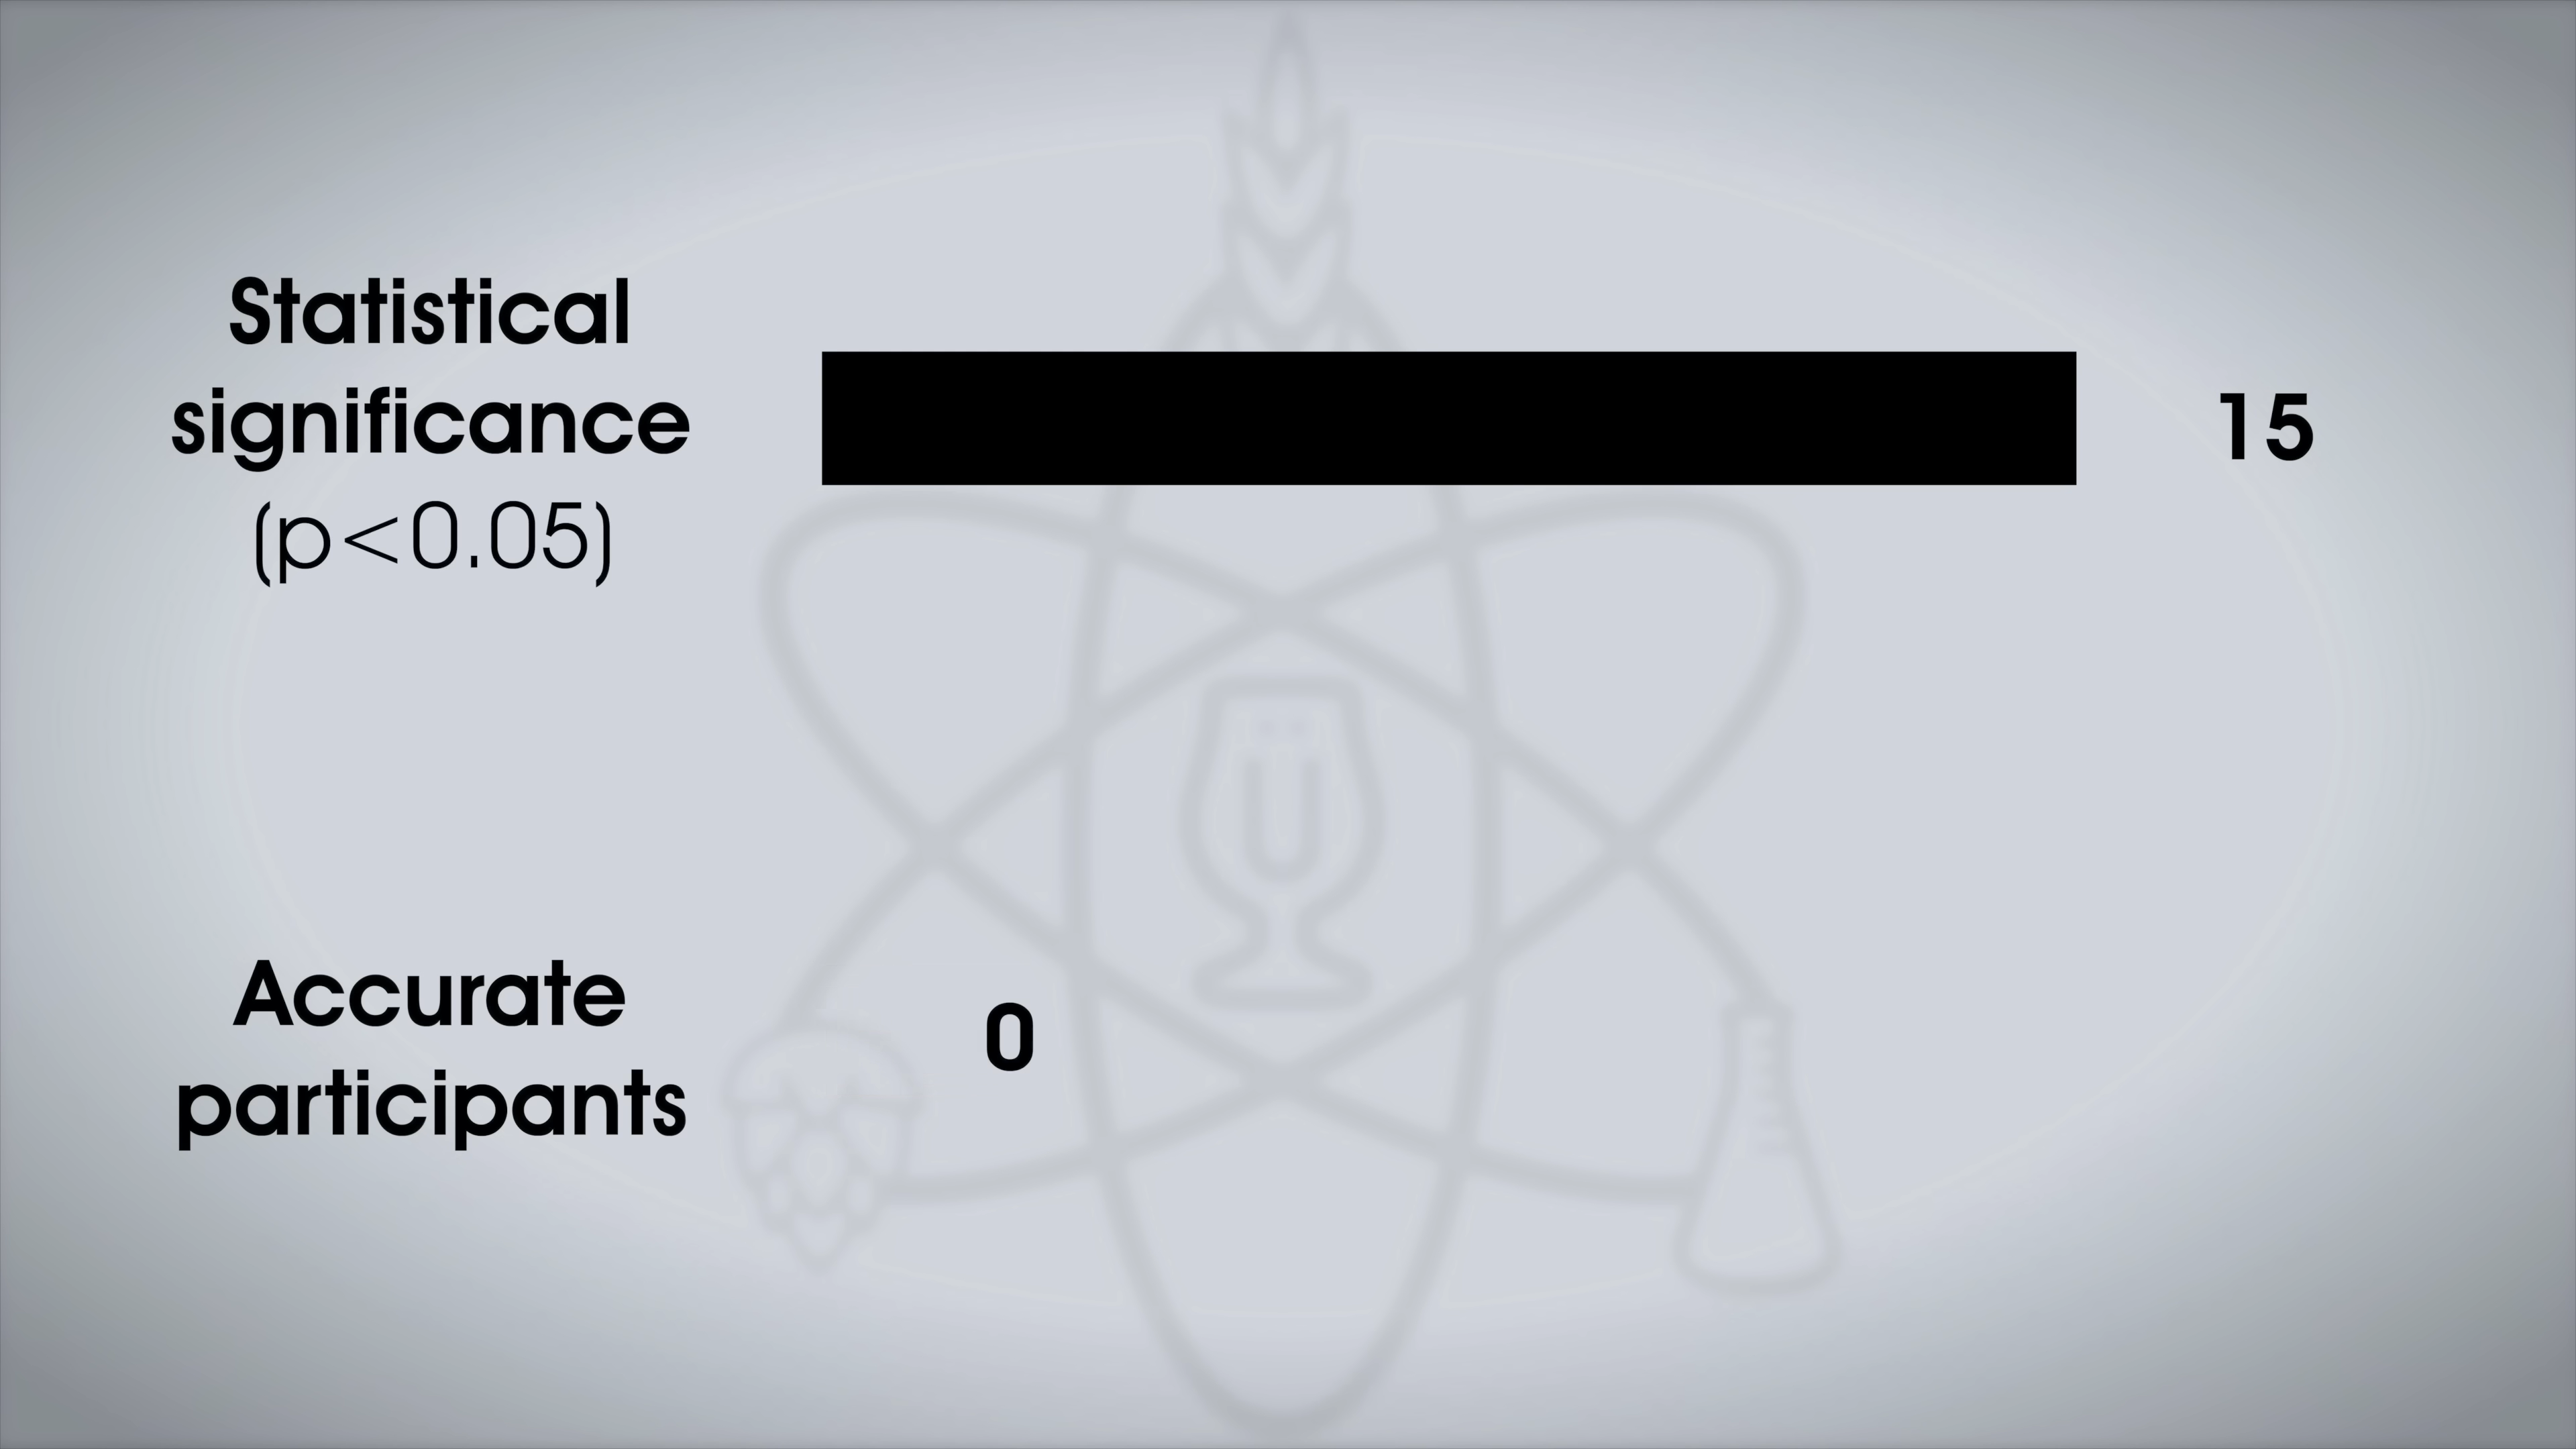 Statistical
significance
(p<0.05)
15
Accurate
participants
0